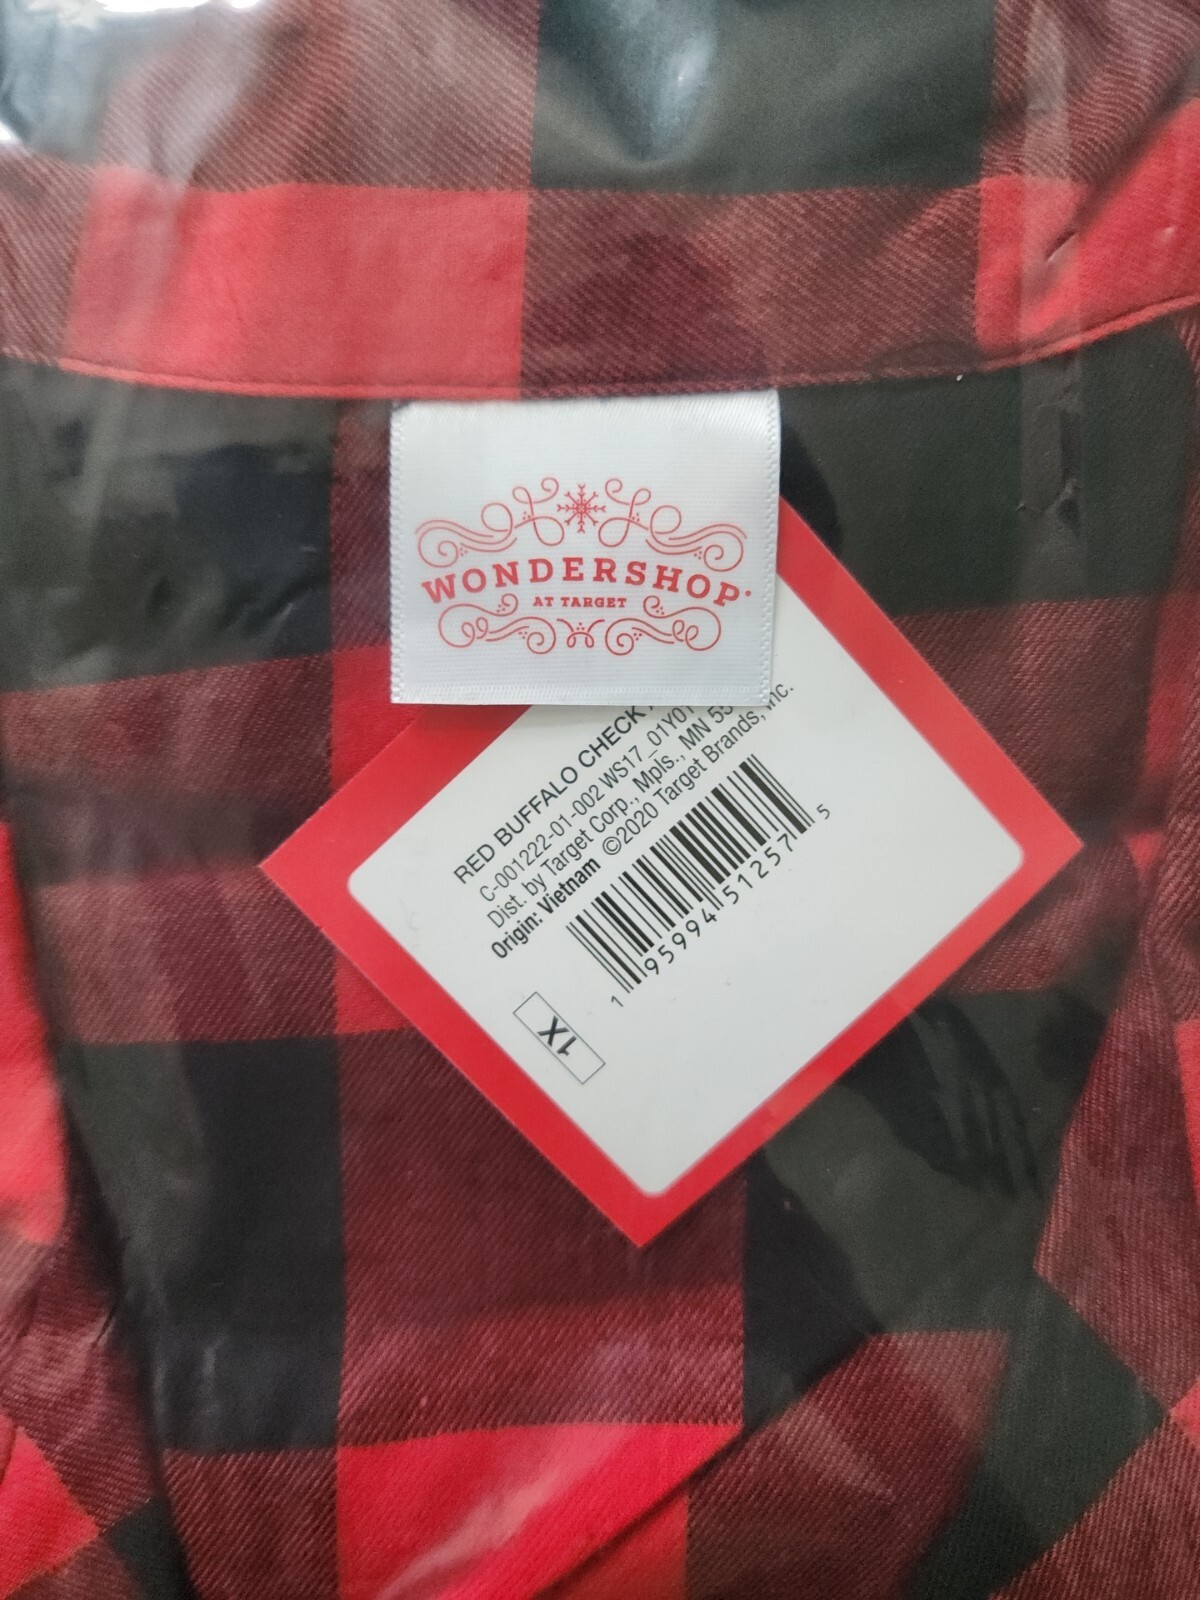 WONDERSHOP
AT TARGET
RED BUFFALO CHECK
C-001222-01-002 WS17_01Y01
Dist. by Target Corp., Mpls., MN
Origin: Vietnam ©2020 Target Brands, Inc.
1 95994 51257 5
1X